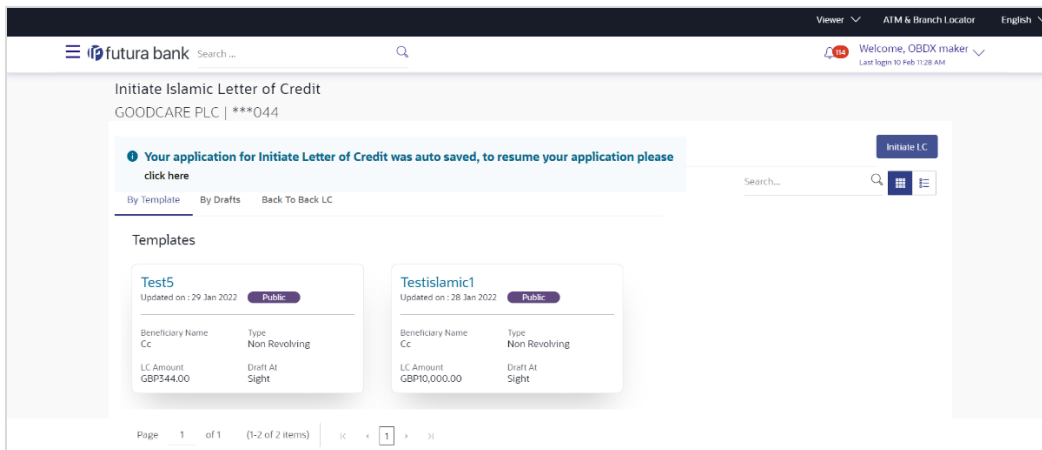 Viewer ATM & Branch Locator English
futura bank Search ... 114 Welcome, OBDX maker
Last login 10 Feb 11:28 AM
Initiate Islamic Letter of Credit
GOODCARE PLC | ***044
Your application for Initiate Letter of Credit was auto saved, to resume your application please
click here
Initiate LC
Search...
By Template By Drafts Back To Back LC
Templates
Test5
Updated on : 29 Jan 2022 Public
Beneficiary Name Type
Cc Non Revolving
LC Amount Draft At
GBP344.00 Sight
Testislamic1
Updated on : 28 Jan 2022 Public
Beneficiary Name Type
Cc Non Revolving
LC Amount Draft At
GBP10,000.00 Sight
Page 1 of 1 (1-2 of 2 items) 1